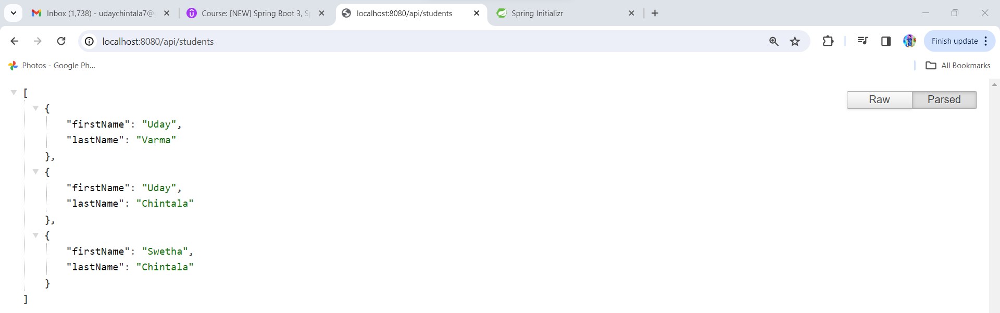 Inbox (1,738) - udaychintala7@
Course: [NEW] Spring Boot 3, S
localhost:8080/api/students
Spring Initializr
localhost:8080/api/students
Finish update
Photos - Google Ph...
All Bookmarks
Raw
Parsed
[
{
"firstName": "Uday",
"lastName": "Varma"
},
{
"firstName": "Uday",
"lastName": "Chintala"
},
{
"firstName": "Swetha",
"lastName": "Chintala"
}
]